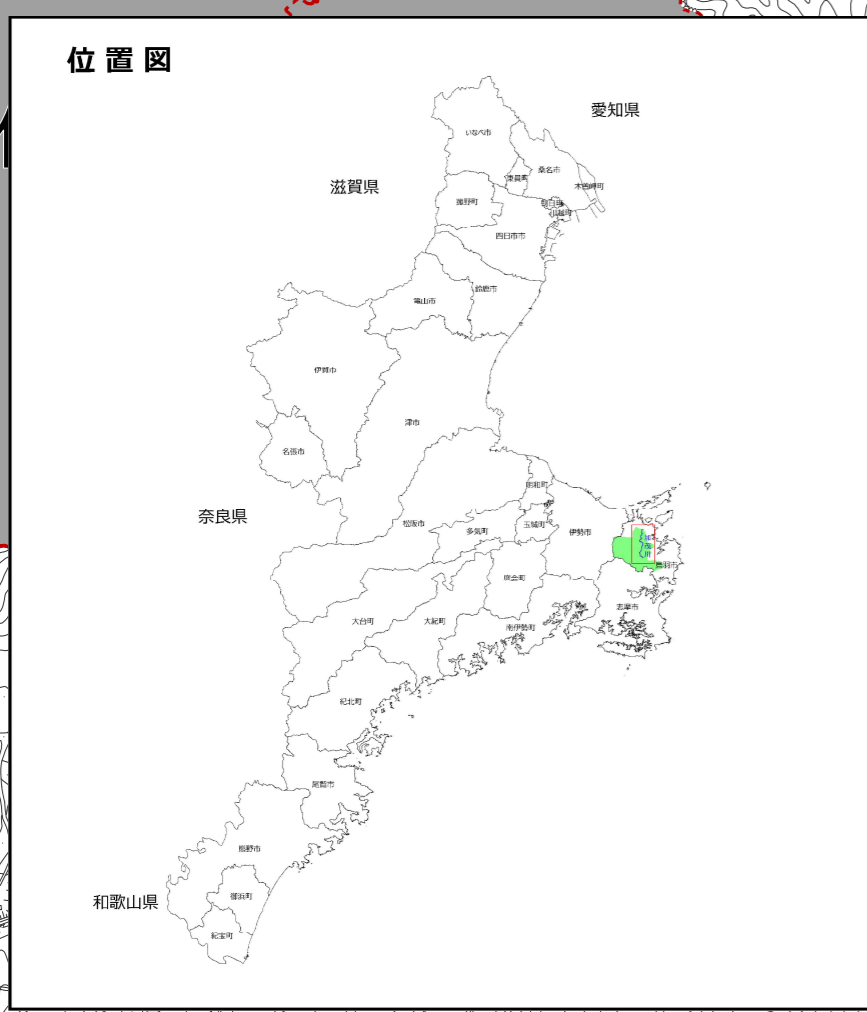 位置図
愛知県
いなべ市
桑名市
東員町
木曽岬町
滋賀県
菰野町
朝日町
川越町
四日市市
鈴鹿市
亀山市
伊賀市
津市
名張市
明和町
奈良県
松阪市
多気町
玉城町
伊勢市
加茂川
鳥羽市
度会町
志摩市
大台町
大紀町
南伊勢町
紀北町
尾鷲市
熊野市
御浜町
和歌山県
紀宝町